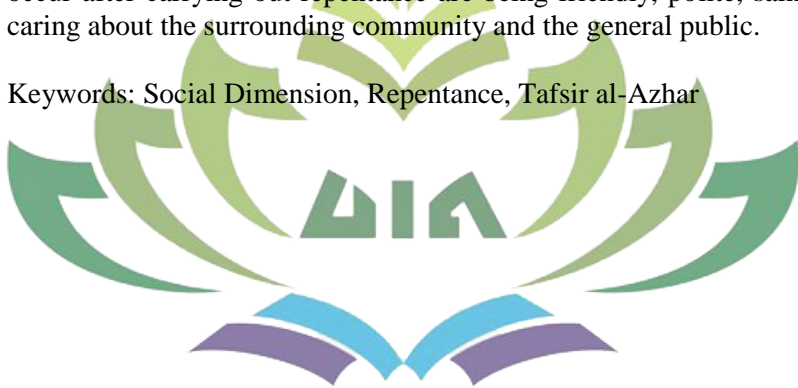 occur after carrying out repentance are being friendly, polite,
caring about the surrounding community and the general public.
Keywords: Social Dimension, Repentance, Tafsir al-Azhar